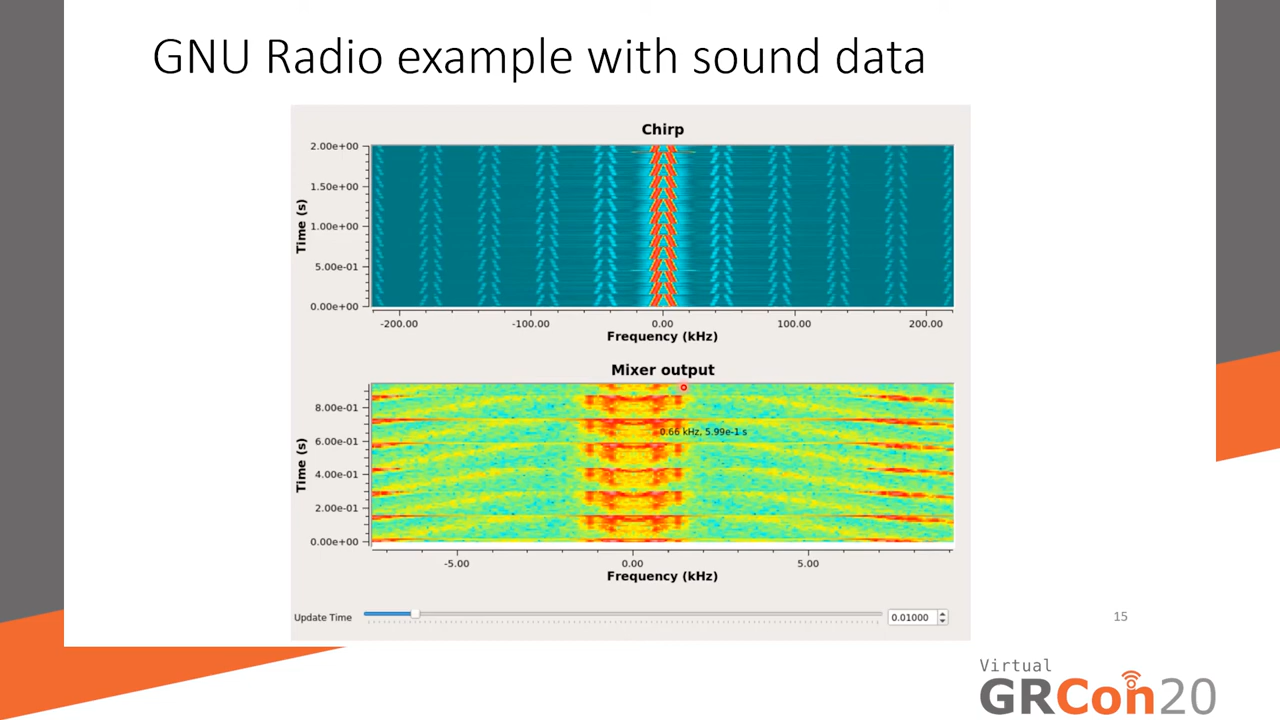 GNU Radio example with sound data
Chirp
2.00e+00
1.50e+00
1.00e+00
5.00e-01
0.00e+00
Time (s)
-200.00 -100.00 0.00 100.00 200.00
Frequency (kHz)
Mixer output
8.00e-01
6.00e-01
4.00e-01
2.00e-01
0.00e+00
Time (s)
0.66 kHz, 5.99e-1 s
-5.00 0.00 5.00
Frequency (kHz)
Update Time 0.01000
15
Virtual
GRCon20